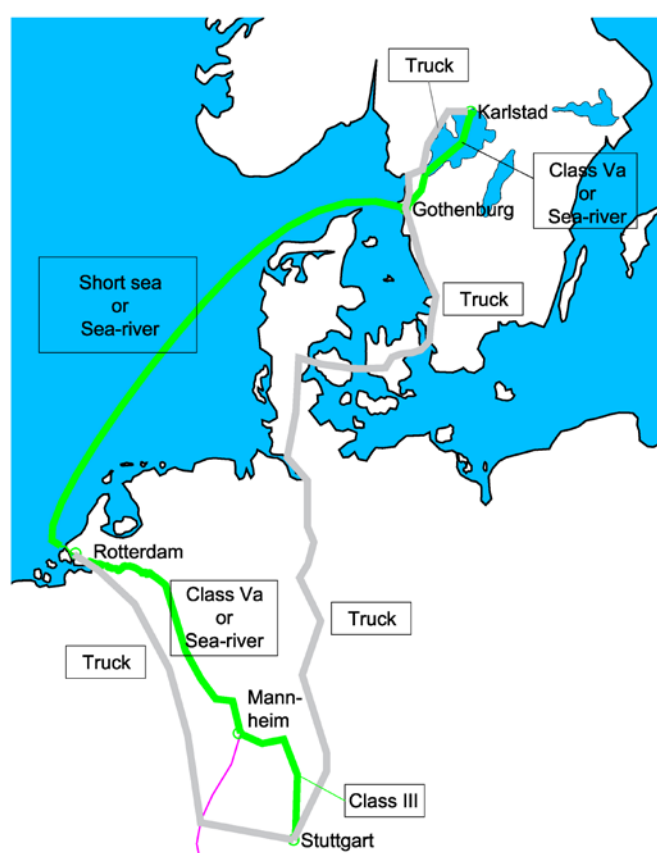 Truck
Karlstad
Class Va
or
Sea-river
Gothenburg
Short sea
or
Sea-river
Truck
Rotterdam
Class Va
or
Sea-river
Truck
Truck
Mann-
heim
Class III
Stuttgart